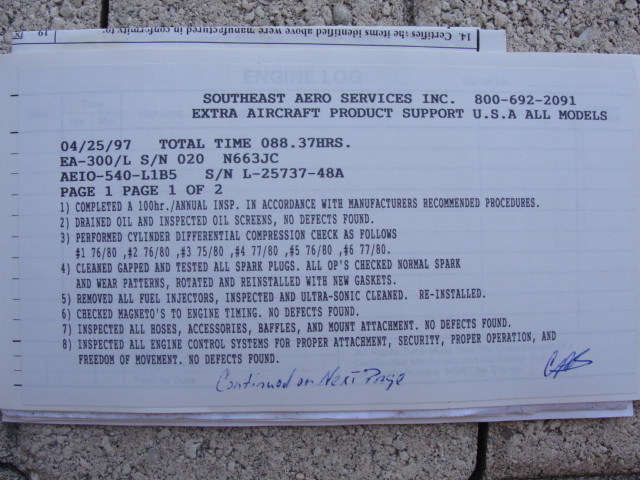 14. Certifies the items identified above were manufactured in conformity to:
19
ENGINE LOG
SOUTHEAST AERO SERVICES INC. 800-692-2091
EXTRA AIRCRAFT PRODUCT SUPPORT U.S.A ALL MODELS
04/25/97 TOTAL TIME 088.37HRS.
EA-300/L S/N 020 N663JC
AEIO-540-L1B5 S/N L-25737-48A
PAGE 1 PAGE 1 OF 2
1) COMPLETED A 100hr./ANNUAL INSP. IN ACCORDANCE WITH MANUFACTURERS RECOMMENDED PROCEDURES.
2) DRAINED OIL AND INSPECTED OIL SCREENS, NO DEFECTS FOUND.
3) PERFORMED CYLINDER DIFFERENTIAL COMPRESSION CHECK AS FOLLOWS
#1 76/80 ,#2 76/80 ,#3 75/80 ,#4 77/80 ,#5 76/80 ,#6 77/80.
4) CLEANED GAPPED AND TESTED ALL SPARK PLUGS. ALL OP'S CHECKED NORMAL SPARK
AND WEAR PATTERNS, ROTATED AND REINSTALLED WITH NEW GASKETS.
5) REMOVED ALL FUEL INJECTORS, INSPECTED AND ULTRA-SONIC CLEANED. RE-INSTALLED.
6) CHECKED MAGNETO'S TO ENGINE TIMING. NO DEFECTS FOUND.
7) INSPECTED ALL HOSES, ACCESSORIES, BAFFLES, AND MOUNT ATTACHMENT. NO DEFECTS FOUND.
8) INSPECTED ALL ENGINE CONTROL SYSTEMS FOR PROPER ATTACHMENT, SECURITY, PROPER OPERATION, AND
FREEDOM OF MOVEMENT. NO DEFECTS FOUND.
Continued on Next Page